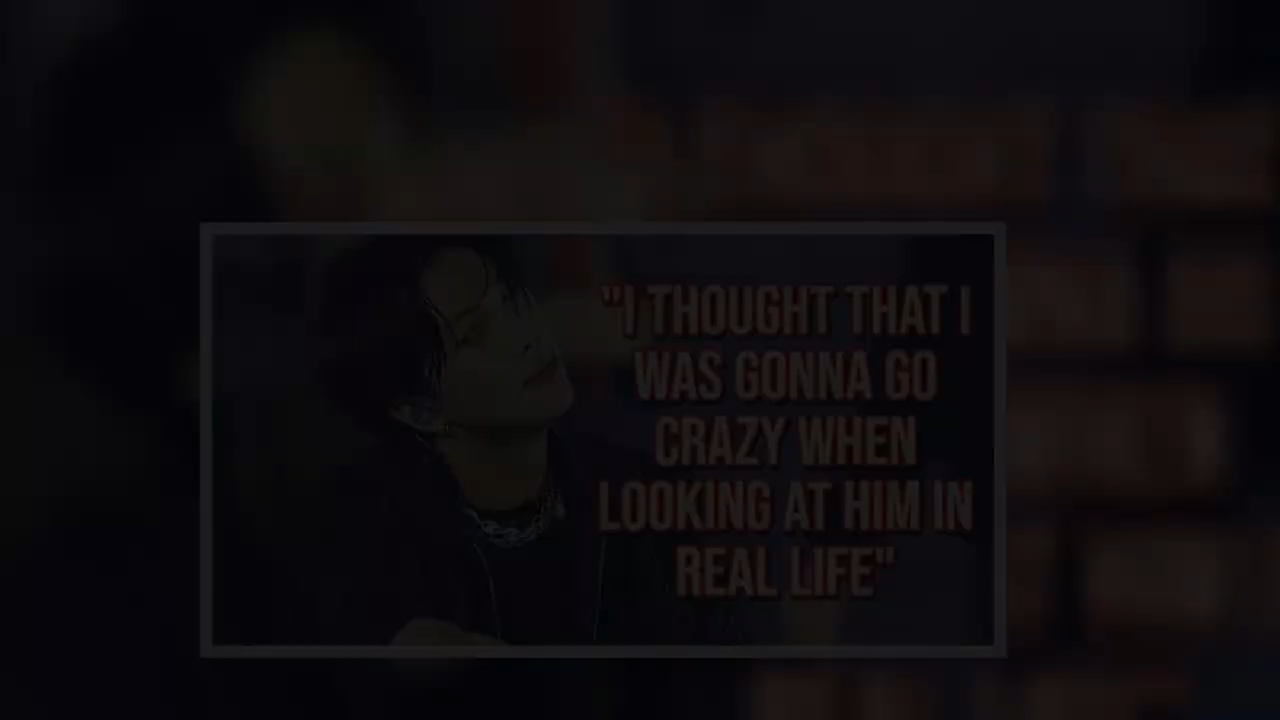 "I THOUGHT THAT I
WAS GONNA GO
CRAZY WHEN
LOOKING AT HIM IN
REAL LIFE"